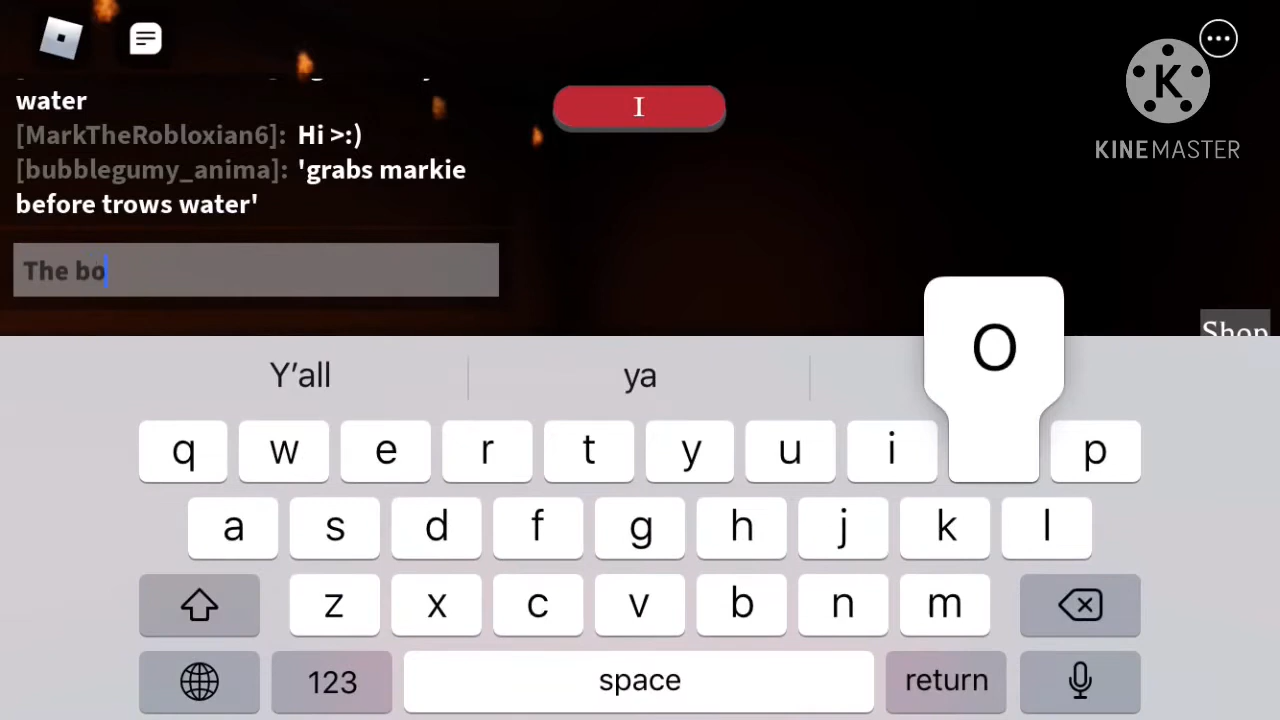 water
[MarkTheRobloxian6]: Hi >:)
[bubblegumy_anima]: 'grabs markie
before trows water'
The bo
I
K
KINEMASTER
Shop
O
Y'all ya
q w e r t y u i p
a s d f g h j k l
z x c v b n m
123 space return